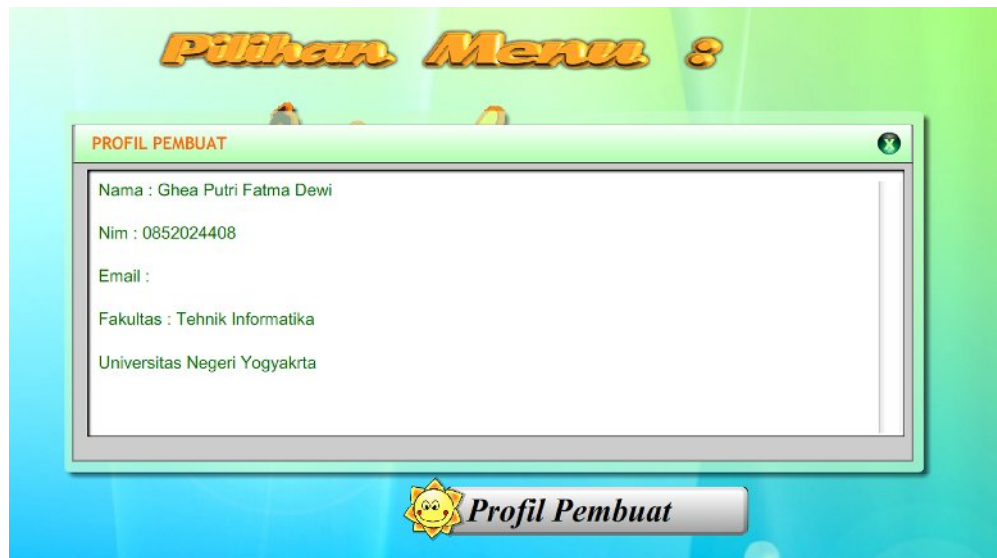 Pilihan Menu :
PROFIL PEMBUAT
X
Nama : Ghea Putri Fatma Dewi
Nim : 0852024408
Email :
Fakultas : Tehnik Informatika
Universitas Negeri Yogyakrta
Profil Pembuat